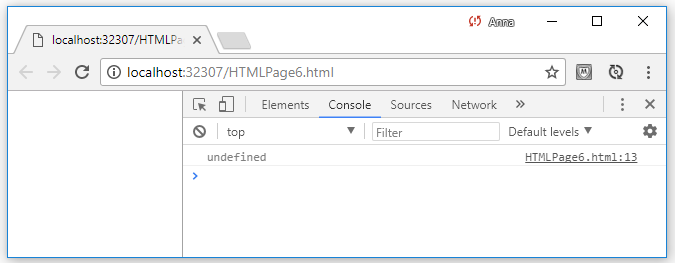 Anna
localhost:32307/HTMLPa
localhost:32307/HTMLPage6.html
Elements Console Sources Network »
top Filter Default levels
undefined HTMLPage6.html:13
>